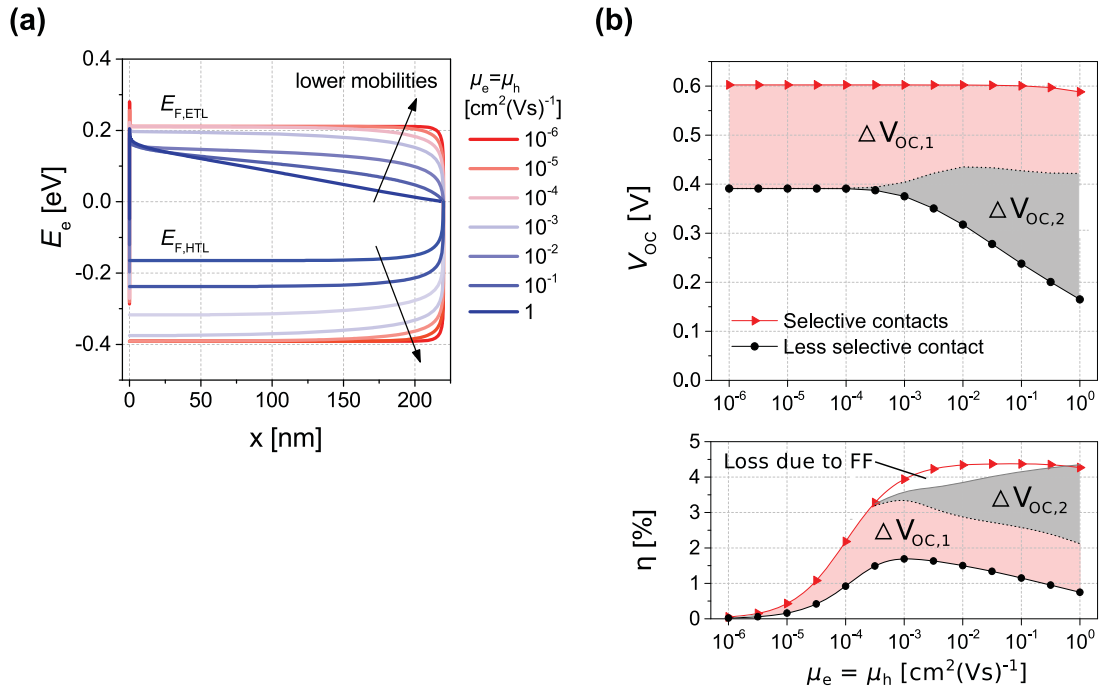 (a)
0.4
0.2
0.0
-0.2
-0.4
E_e [eV]
lower mobilities
E_F,ETL
E_F,HTL
0
50
100
150
200
x [nm]
μ_e=μ_h
[cm²(Vs)⁻¹]
10⁻⁶
10⁻⁵
10⁻⁴
10⁻³
10⁻²
10⁻¹
1
(b)
0.6
0.5
0.4
0.3
0.2
0.1
0.0
V_OC [V]
Δ V_OC,1
Δ V_OC,2
Selective contacts
Less selective contact
10⁻⁶ 10⁻⁵ 10⁻⁴ 10⁻³ 10⁻² 10⁻¹ 10⁰
5
4
3
2
1
0
η [%]
Loss due to FF
Δ V_OC,2
Δ V_OC,1
10⁻⁶ 10⁻⁵ 10⁻⁴ 10⁻³ 10⁻² 10⁻¹ 10⁰
μ_e = μ_h [cm²(Vs)⁻¹]